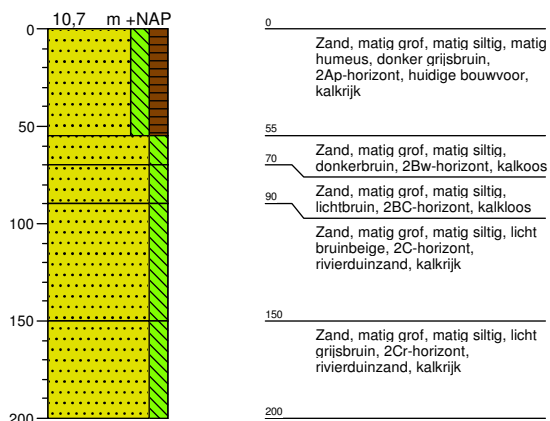 10,7 m +NAP
0
50
100
150
200
0
Zand, matig grof, matig siltig, matig
humeus, donker grijsbruin,
2Ap-horizont, huidige bouwvoor,
kalkrijk
55
Zand, matig grof, matig siltig,
donkerbruin, 2Bw-horizont, kalkoos
70
Zand, matig grof, matig siltig,
lichtbruin, 2BC-horizont, kalkloos
90
Zand, matig grof, matig siltig, licht
bruinbeige, 2C-horizont,
rivierduinzand, kalkrijk
150
Zand, matig grof, matig siltig, licht
grijsbruin, 2Cr-horizont,
rivierduinzand, kalkrijk
200